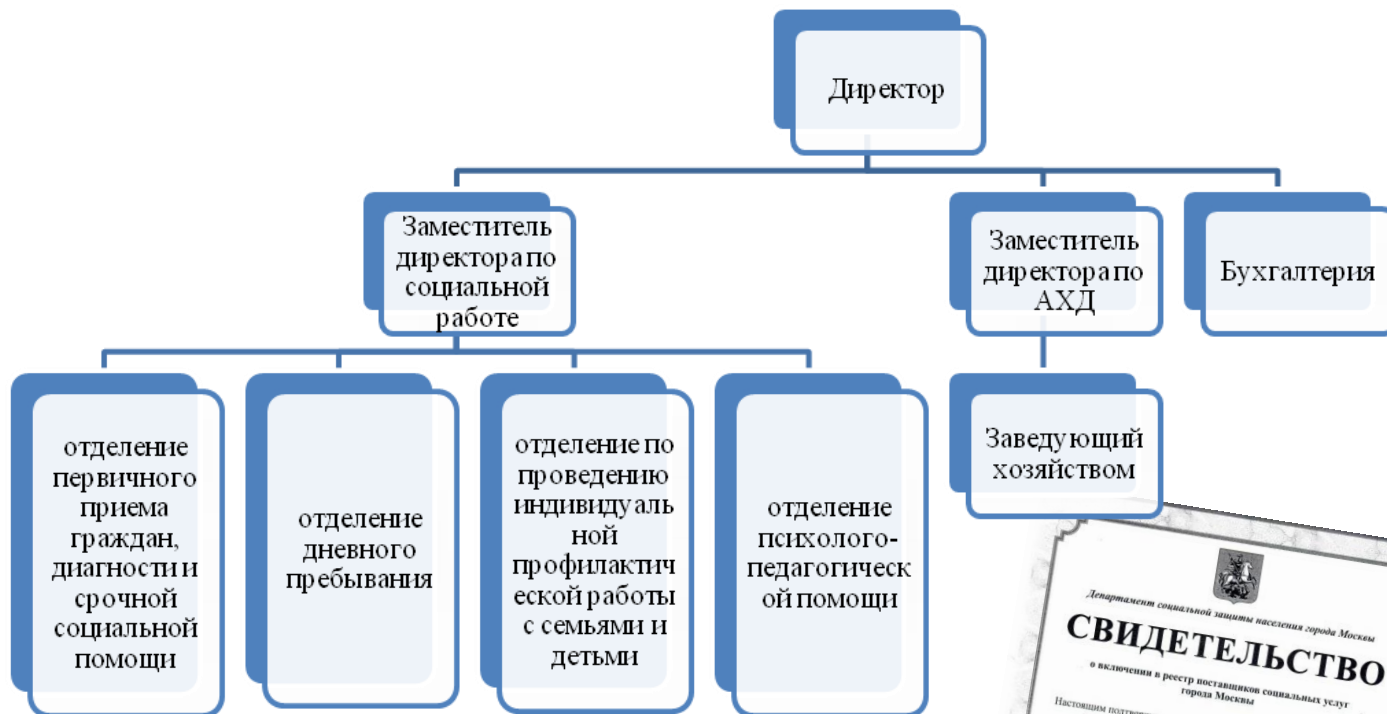 Директор
Заместитель
директора по
социальной
работе
Заместитель
директора по
АХД
Бухгалтерия
отделение
первичного
приема
граждан,
диагности и
срочной
социальной
помощи
отделение
дневного
пребывания
отделение по
проведению
индивидуаль
ной
профилактич
еской работы
с семьями и
детьми
отделение
психолого-
педагогическ
ой помощи
Заведующий
хозяйством
Департамент социальной защиты населения города Москвы
СВИДЕТЕЛЬСТВО
о включении в реестр поставщиков социальных услуг
города Москвы
Настоящим